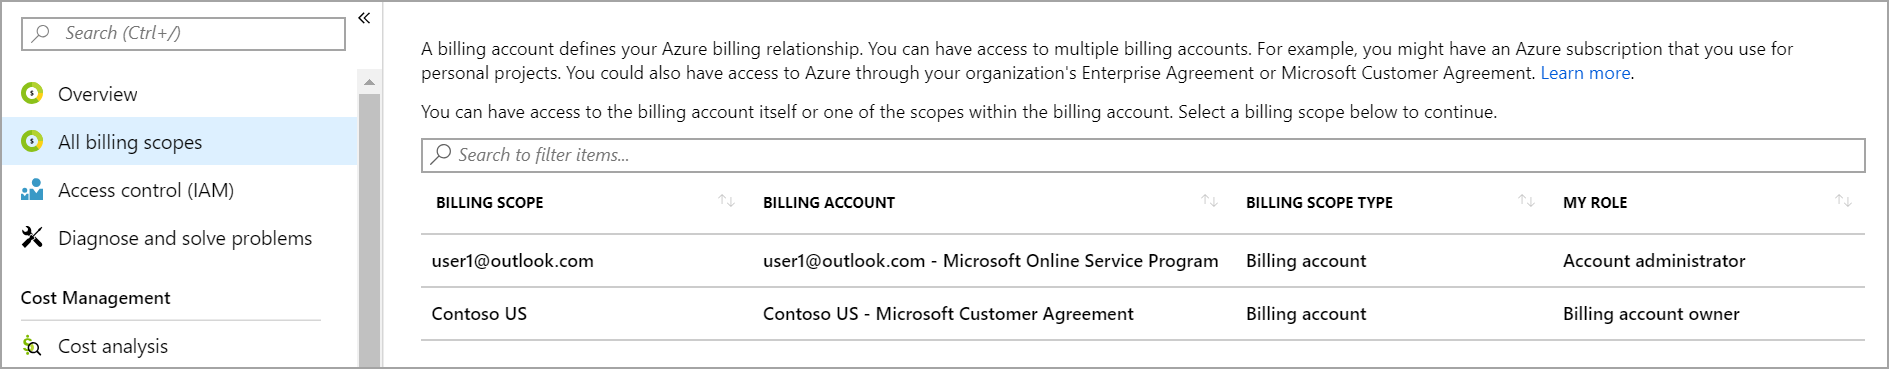 Search (Ctrl+/)
«
Overview
All billing scopes
Access control (IAM)
Diagnose and solve problems
Cost Management
Cost analysis
A billing account defines your Azure billing relationship. You can have access to multiple billing accounts. For example, you might have an Azure subscription that you use for
personal projects. You could also have access to Azure through your organization's Enterprise Agreement or Microsoft Customer Agreement. Learn more.
You can have access to the billing account itself or one of the scopes within the billing account. Select a billing scope below to continue.
Search to filter items...
BILLING SCOPE BILLING ACCOUNT BILLING SCOPE TYPE MY ROLE
user1@outlook.com user1@outlook.com - Microsoft Online Service Program Billing account Account administrator
Contoso US Contoso US - Microsoft Customer Agreement Billing account Billing account owner